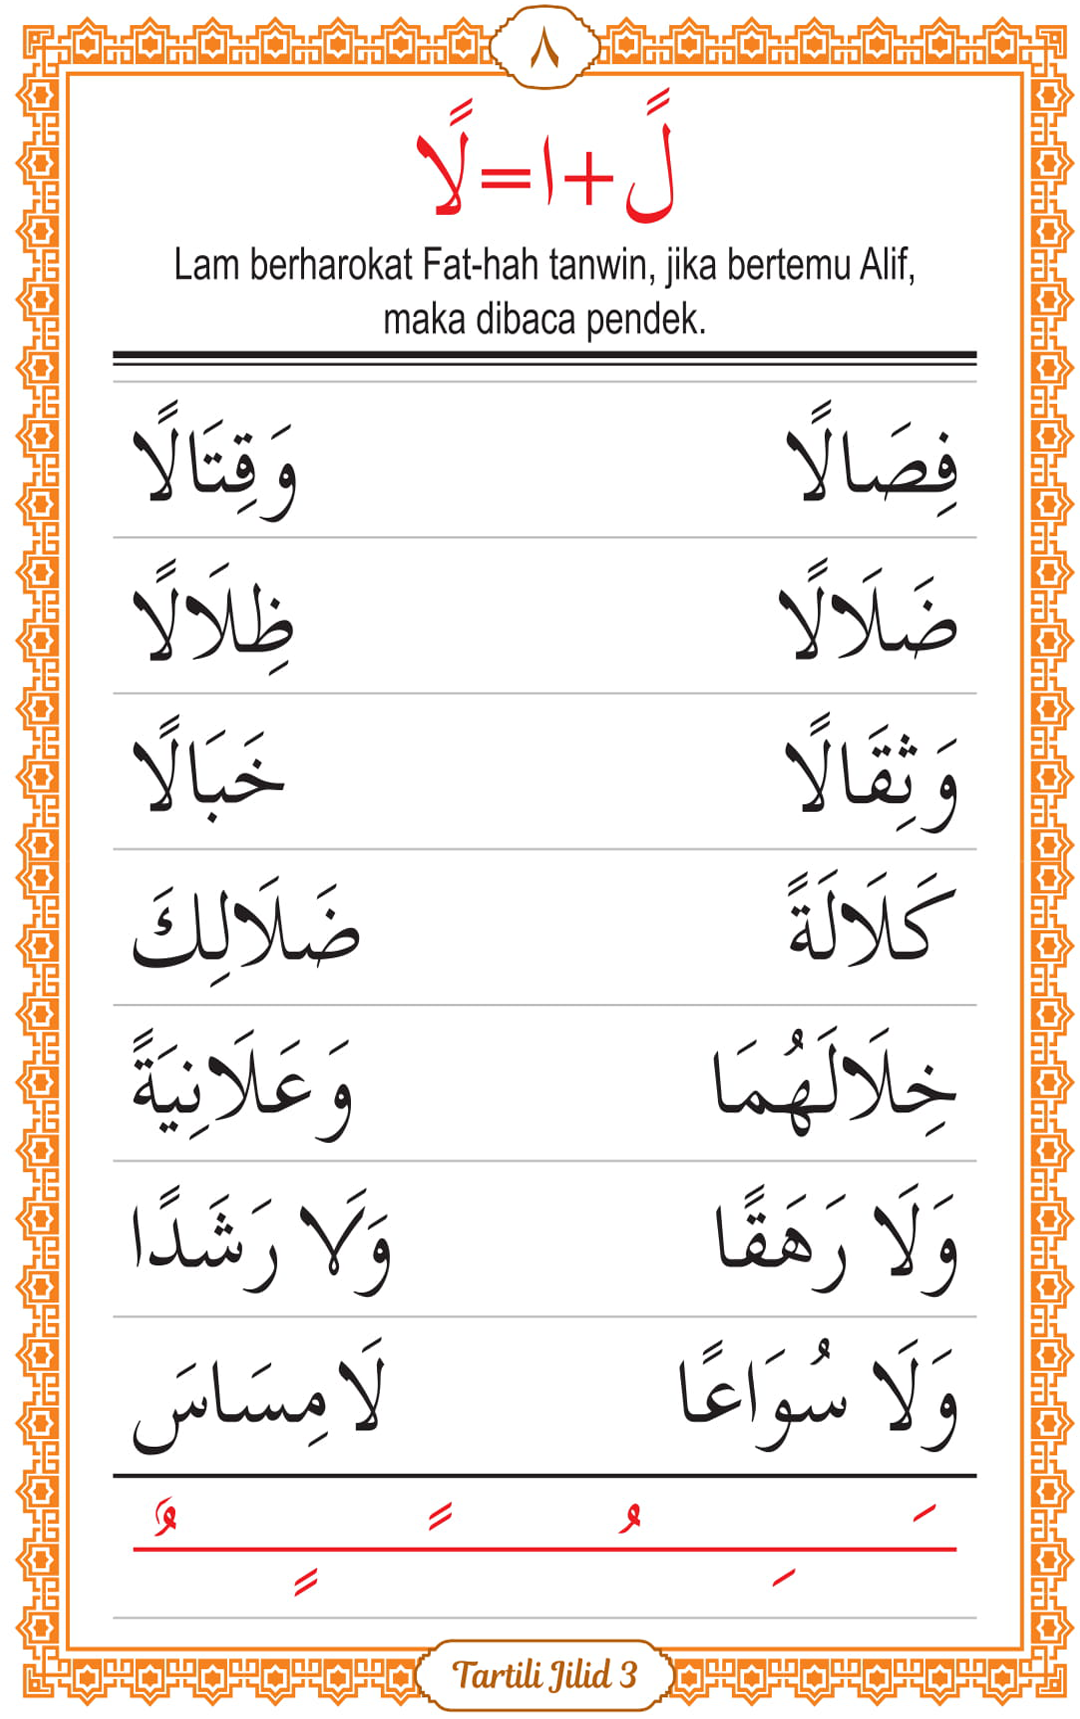 ٨
لً+ا=لًا
Lam berharokat Fat-hah tanwin, jika bertemu Alif,
maka dibaca pendek.
فِصَالًا وَقِتَالًا
ضَلَالًا ظِلَالًا
وَثِقَالًا خَبَالًا
كَلَالَةً ضَلَالِكَ
خِلَالَهُمَا وَعَلَانِيَةً
وَلَا رَهَقًا وَلَا رَشَدًا
وَلَا سُوَاعًا لَا مِسَاسَ
َ ِ ُ ً ٍ ٌ
Tartili Jilid 3